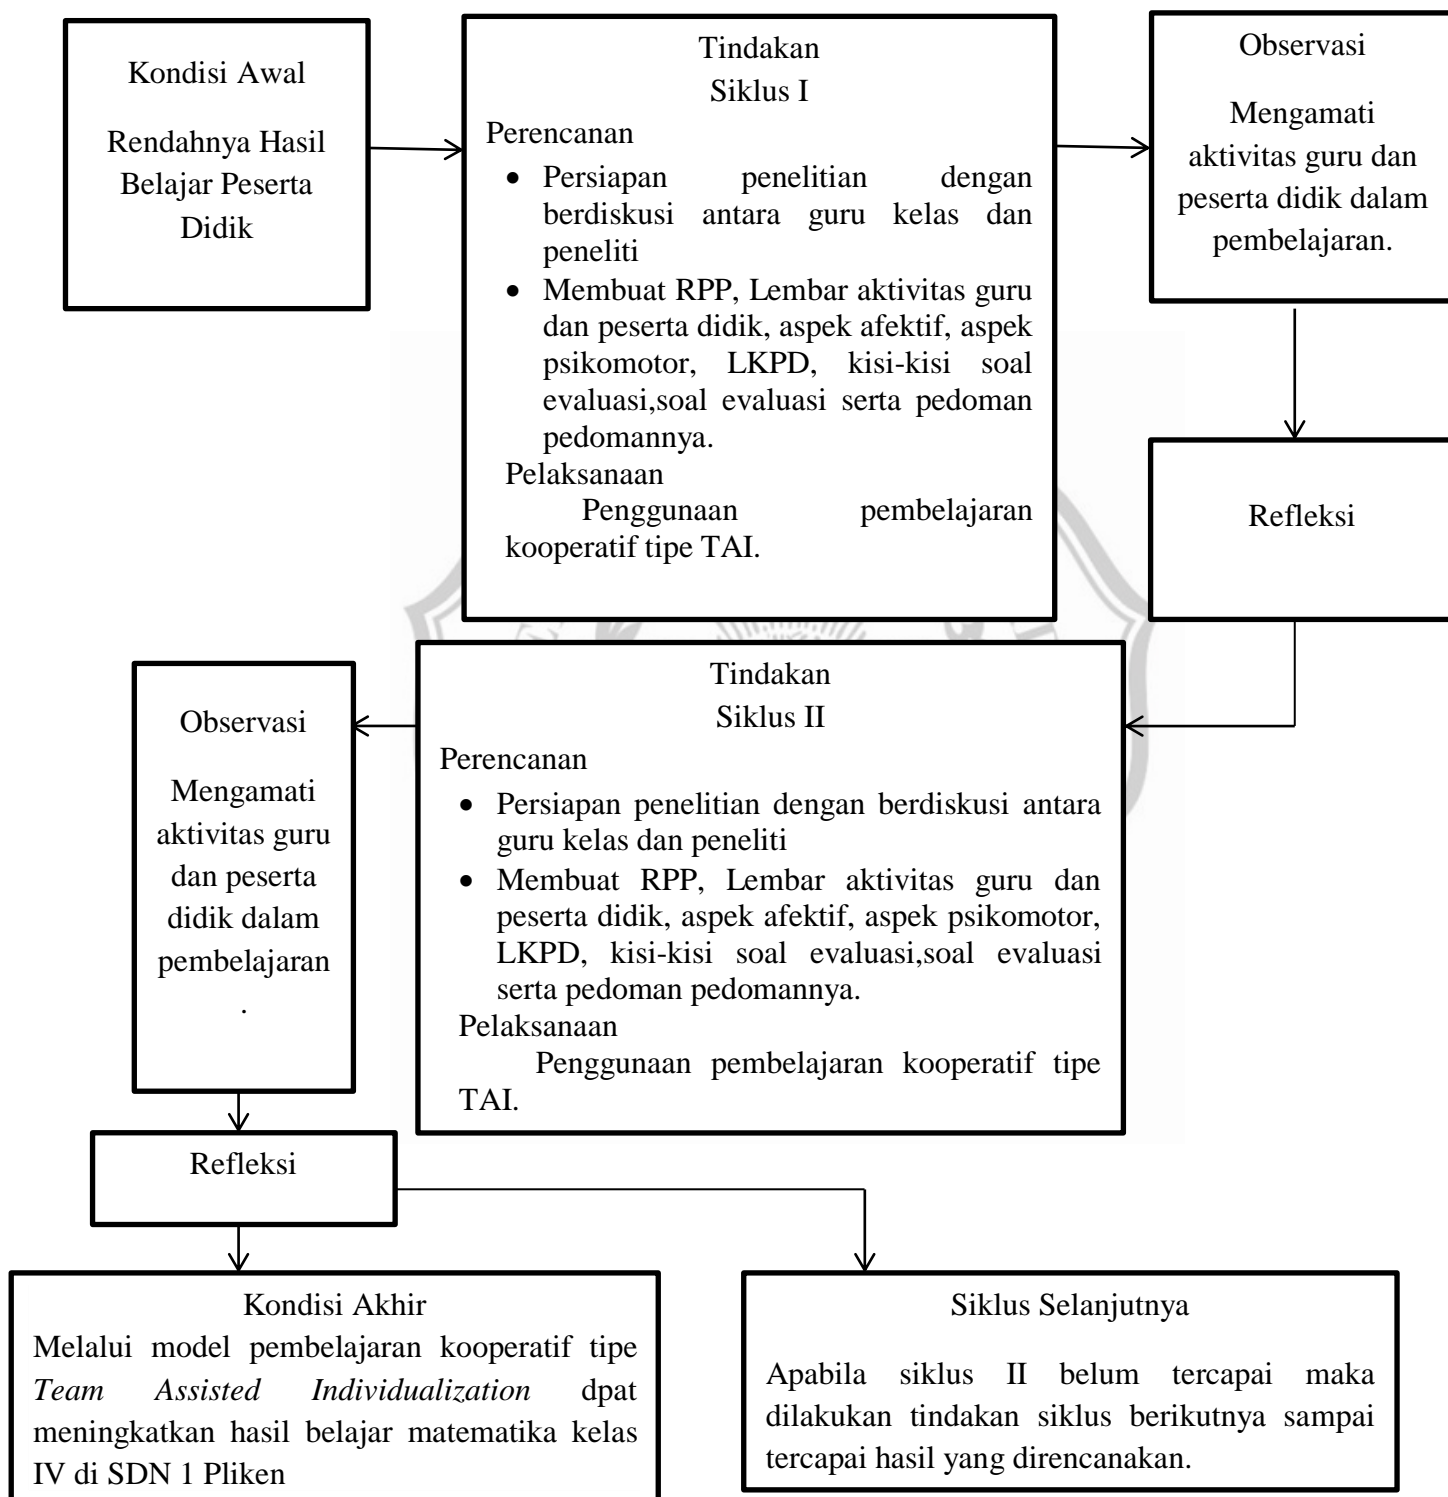 Kondisi Awal
Rendahnya Hasil
Belajar Peserta
Didik
Tindakan
Siklus I
Perencanan
• Persiapan penelitian dengan
berdiskusi antara guru kelas dan
peneliti
• Membuat RPP, Lembar aktivitas guru
dan peserta didik, aspek afektif, aspek
psikomotor, LKPD, kisi-kisi soal
evaluasi,soal evaluasi serta pedoman
pedomannya.
Pelaksanaan
Penggunaan pembelajaran
kooperatif tipe TAI.
Observasi
Mengamati
aktivitas guru dan
peserta didik dalam
pembelajaran.
Refleksi
Tindakan
Siklus II
Perencanan
• Persiapan penelitian dengan berdiskusi antara
guru kelas dan peneliti
• Membuat RPP, Lembar aktivitas guru dan
peserta didik, aspek afektif, aspek psikomotor,
LKPD, kisi-kisi soal evaluasi,soal evaluasi
serta pedoman pedomannya.
Pelaksanaan
Penggunaan pembelajaran kooperatif tipe
TAI.
Observasi
Mengamati
aktivitas guru
dan peserta
didik dalam
pembelajaran
.
Refleksi
Kondisi Akhir
Melalui model pembelajaran kooperatif tipe
Team Assisted Individualization dpat
meningkatkan hasil belajar matematika kelas
IV di SDN 1 Pliken
Siklus Selanjutnya
Apabila siklus II belum tercapai maka
dilakukan tindakan siklus berikutnya sampai
tercapai hasil yang direncanakan.